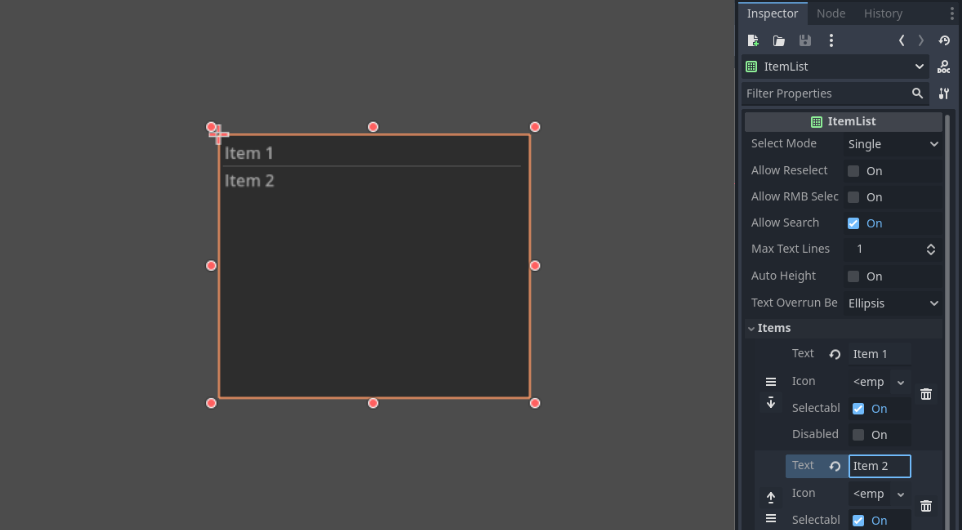 Inspector Node History
ItemList
DOC
Filter Properties
ItemList
Select Mode Single
Allow Reselect On
Allow RMB Selec On
Allow Search On
Max Text Lines 1
Auto Height On
Text Overrun Be Ellipsis
Items
Text Item 1
Icon <emp
Selectabl On
Disabled On
Text Item 2
Icon <emp
Selectabl On
Item 1
Item 2